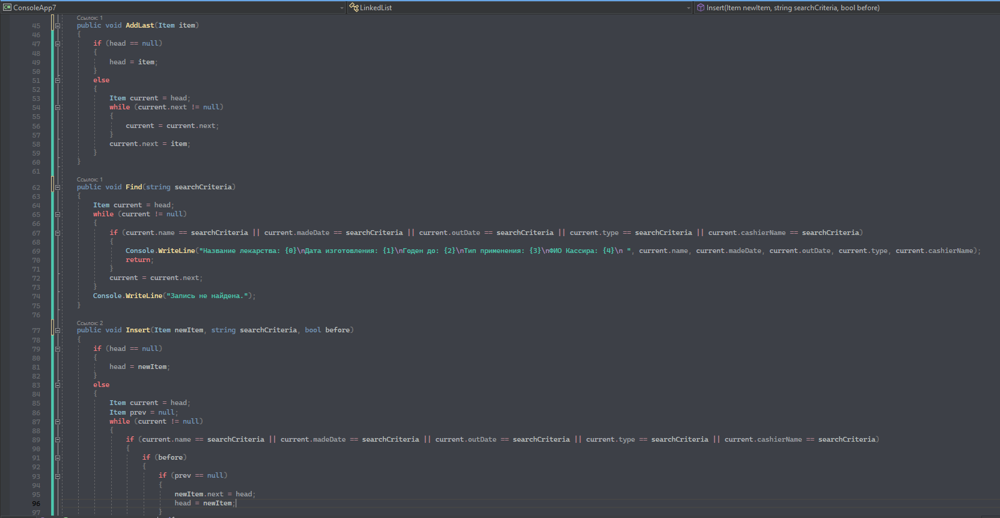 C# ConsoleApp7 LinkedList Insert(Item newItem, string searchCriteria, bool before)
Ссылок: 1
45 public void AddLast(Item item)
46 {
47 if (head == null)
48 {
49 head = item;
50 }
51 else
52 {
53 Item current = head;
54 while (current.next != null)
55 {
56 current = current.next;
57 }
58 current.next = item;
59 }
60 }
61
Ссылок: 1
62 public void Find(string searchCriteria)
63 {
64 Item current = head;
65 while (current != null)
66 {
67 if (current.name == searchCriteria || current.madeDate == searchCriteria || current.outDate == searchCriteria || current.type == searchCriteria || current.cashierName == searchCriteria)
68 {
69 Console.WriteLine("Название лекарства: {0}\nДата изготовления: {1}\nГоден до: {2}\nТип применения: {3}\nФИО Кассира: {4}\n ", current.name, current.madeDate, current.outDate, current.type, current.cashierName);
70 return;
71 }
72 current = current.next;
73 }
74 Console.WriteLine("Запись не найдена.");
75 }
76
Ссылок: 2
77 public void Insert(Item newItem, string searchCriteria, bool before)
78 {
79 if (head == null)
80 {
81 head = newItem;
82 }
83 else
84 {
85 Item current = head;
86 Item prev = null;
87 while (current != null)
88 {
89 if (current.name == searchCriteria || current.madeDate == searchCriteria || current.outDate == searchCriteria || current.type == searchCriteria || current.cashierName == searchCriteria)
90 {
91 if (before)
92 {
93 if (prev == null)
94 {
95 newItem.next = head;
96 head = newItem;
97 }